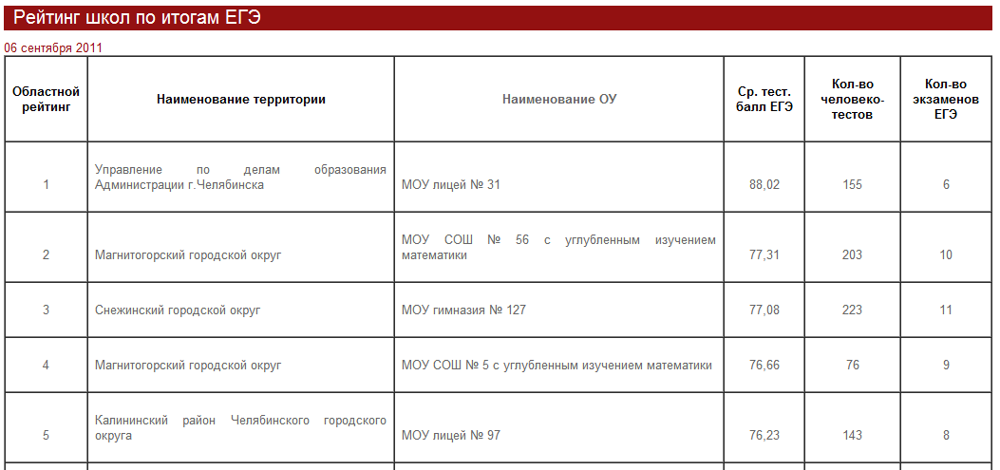 Рейтинг школ по итогам ЕГЭ
06 сентября 2011
Областной
рейтинг
Наименование территории
Наименование ОУ
Ср. тест.
балл ЕГЭ
Кол-во
человеко-
тестов
Кол-во
экзаменов
ЕГЭ
1
Управление по делам образования
Администрации г.Челябинска
МОУ лицей № 31
88,02
155
6
2
Магнитогорский городской округ
МОУ СОШ № 56 с углубленным изучением
математики
77,31
203
10
3
Снежинский городской округ
МОУ гимназия № 127
77,08
223
11
4
Магнитогорский городской округ
МОУ СОШ № 5 с углубленным изучением математики
76,66
76
9
5
Калининский район Челябинского городского
округа
МОУ лицей № 97
76,23
143
8